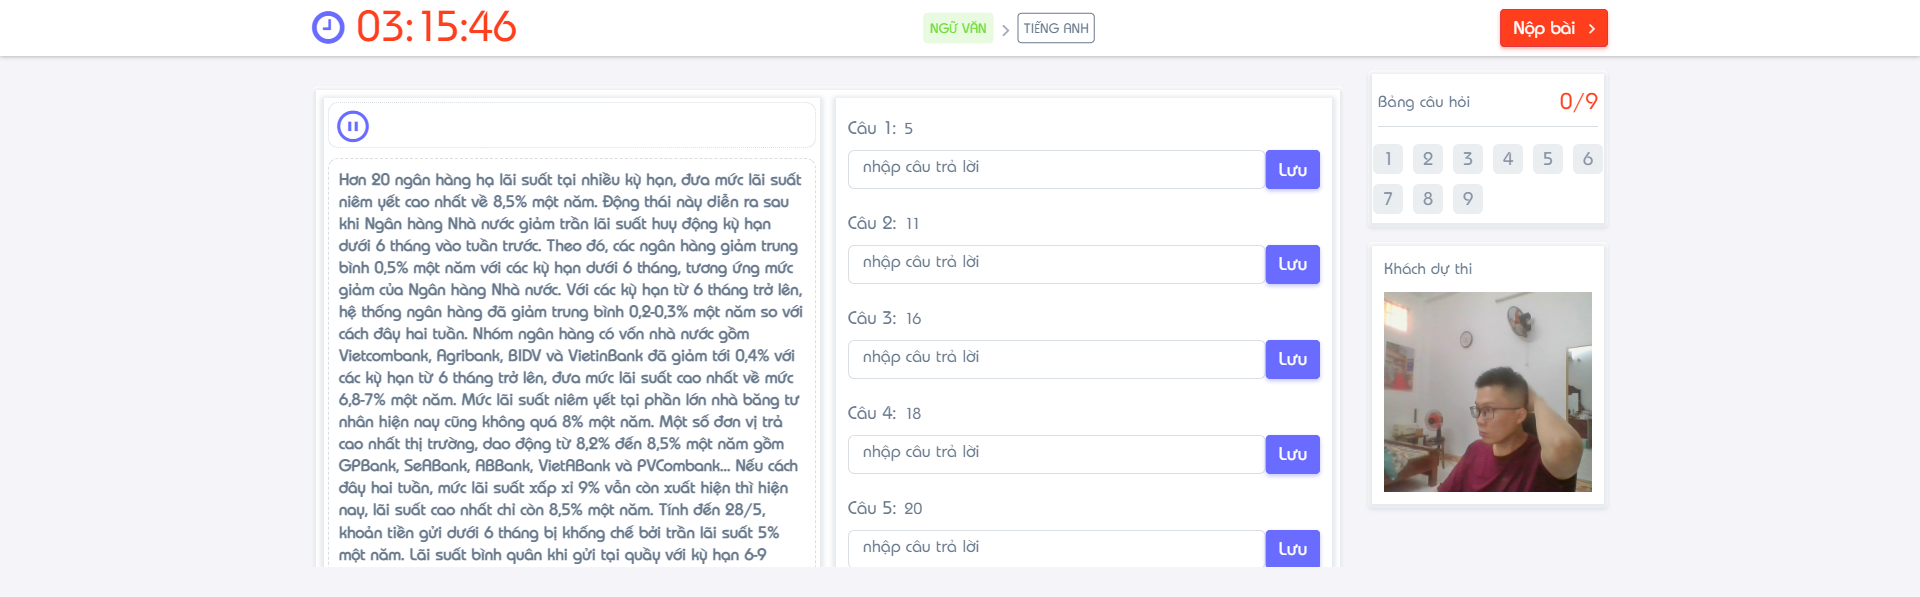 03:15:46
NGỮ VĂN
TIẾNG ANH
Nộp bài
Hơn 20 ngân hàng hạ lãi suất tại nhiều kỳ hạn, đưa mức lãi suất
niêm yết cao nhất về 8,5% một năm. Động thái này diễn ra sau
khi Ngân hàng Nhà nước giảm trần lãi suất huy động kỳ hạn
dưới 6 tháng vào tuần trước. Theo đó, các ngân hàng giảm trung
bình 0,5% một năm với các kỳ hạn dưới 6 tháng, tương ứng mức
giảm của Ngân hàng Nhà nước. Với các kỳ hạn từ 6 tháng trở lên,
hệ thống ngân hàng đã giảm trung bình 0,2-0,3% một năm so với
cách đây hai tuần. Nhóm ngân hàng có vốn nhà nước gồm
Vietcombank, Agribank, BIDV và VietinBank đã giảm tới 0,4% với
các kỳ hạn từ 6 tháng trở lên, đưa mức lãi suất cao nhất về mức
6,8-7% một năm. Mức lãi suất niêm yết tại phần lớn nhà băng tư
nhân hiện nay cũng không quá 8% một năm. Một số đơn vị trả
cao nhất thị trường, dao động từ 8,2% đến 8,5% một năm gồm
GPBank, SeABank, ABBank, VietABank và PVCombank... Nếu cách
đây hai tuần, mức lãi suất xấp xỉ 9% vẫn còn xuất hiện thì hiện
nay, lãi suất cao nhất chỉ còn 8,5% một năm. Tính đến 28/5,
khoản tiền gửi dưới 6 tháng bị khống chế bởi trần lãi suất 5%
một năm. Lãi suất bình quân khi gửi tại quầy với kỳ hạn 6-9
Câu 1: 5
nhập câu trả lời
Lưu
Câu 2: 11
nhập câu trả lời
Lưu
Câu 3: 16
nhập câu trả lời
Lưu
Câu 4: 18
nhập câu trả lời
Lưu
Câu 5: 20
nhập câu trả lời
Lưu
Bảng câu hỏi 0/9
1 2 3 4 5 6
7 8 9
Khách dự thi